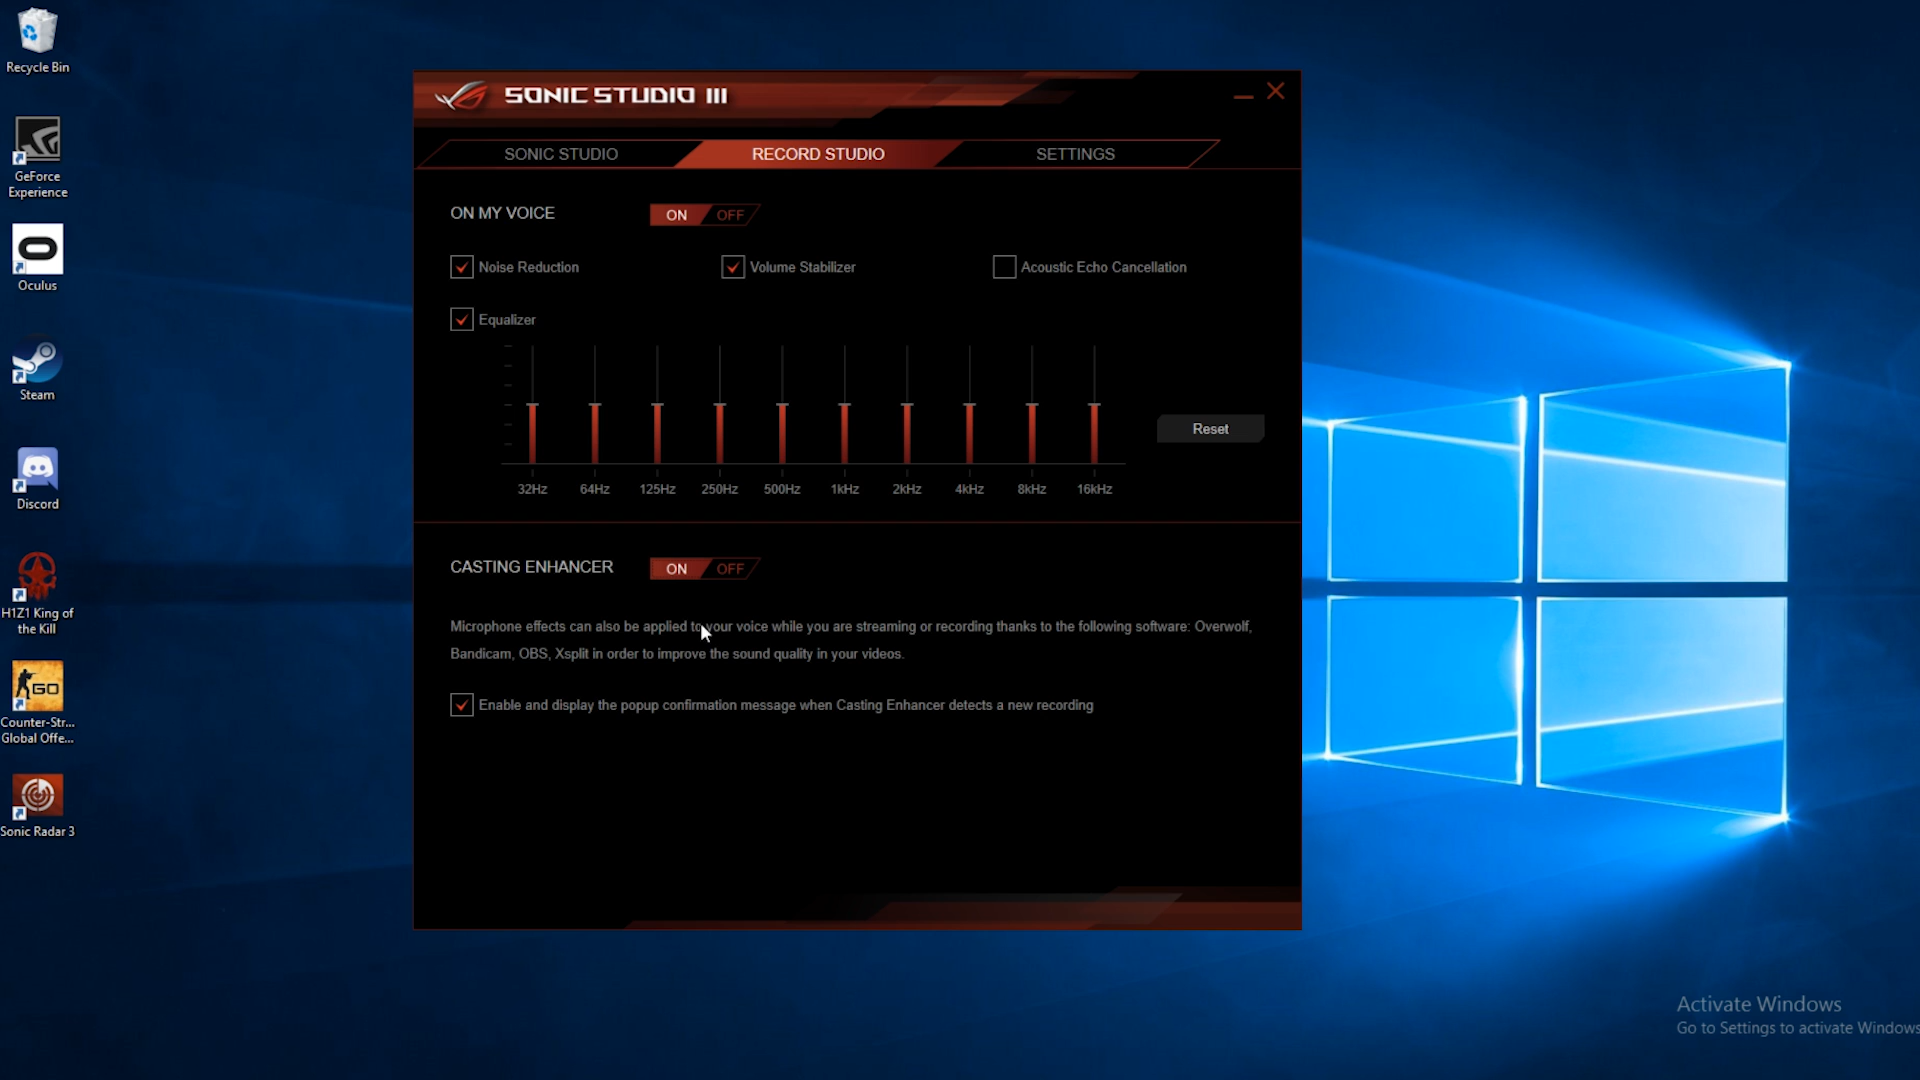 Recycle Bin
GeForce
Experience
Oculus
Steam
Discord
H1Z1 King of
the Kill
GO
Counter-Str...
Global Offe...
Sonic Radar 3
SONIC STUDIO III
SONIC STUDIO
RECORD STUDIO
SETTINGS
ON MY VOICE
ON OFF
Noise Reduction
Volume Stabilizer
Acoustic Echo Cancellation
Equalizer
Reset
32Hz 64Hz 125Hz 250Hz 500Hz 1kHz 2kHz 4kHz 8kHz 16kHz
CASTING ENHANCER
ON OFF
Microphone effects can also be applied to your voice while you are streaming or recording thanks to the following software: Overwolf,
Bandicam, OBS, Xsplit in order to improve the sound quality in your videos.
Enable and display the popup confirmation message when Casting Enhancer detects a new recording
Activate Windows
Go to Settings to activate Windows